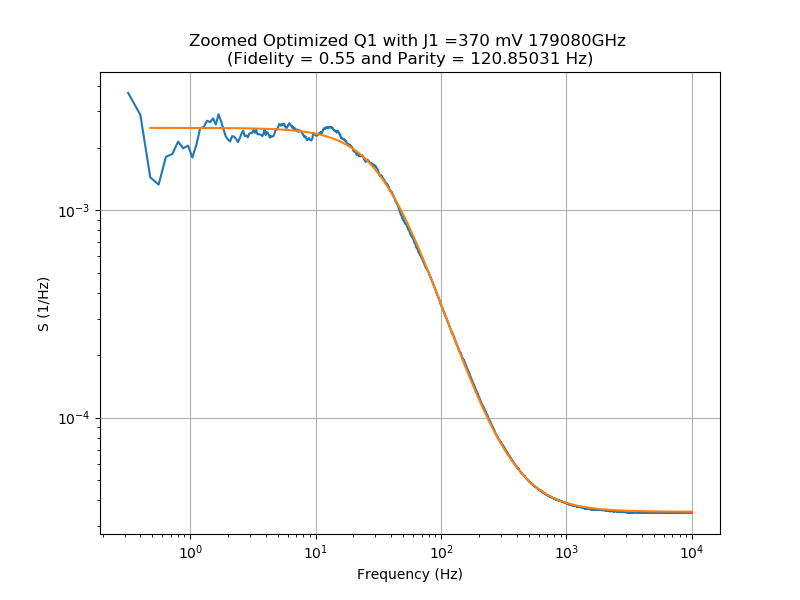 Zoomed Optimized Q1 with J1 =370 mV 179080GHz
(Fidelity = 0.55 and Parity = 120.85031 Hz)
S (1/Hz)
10⁻³
10⁻⁴
10⁰ 10¹ 10² 10³ 10⁴
Frequency (Hz)